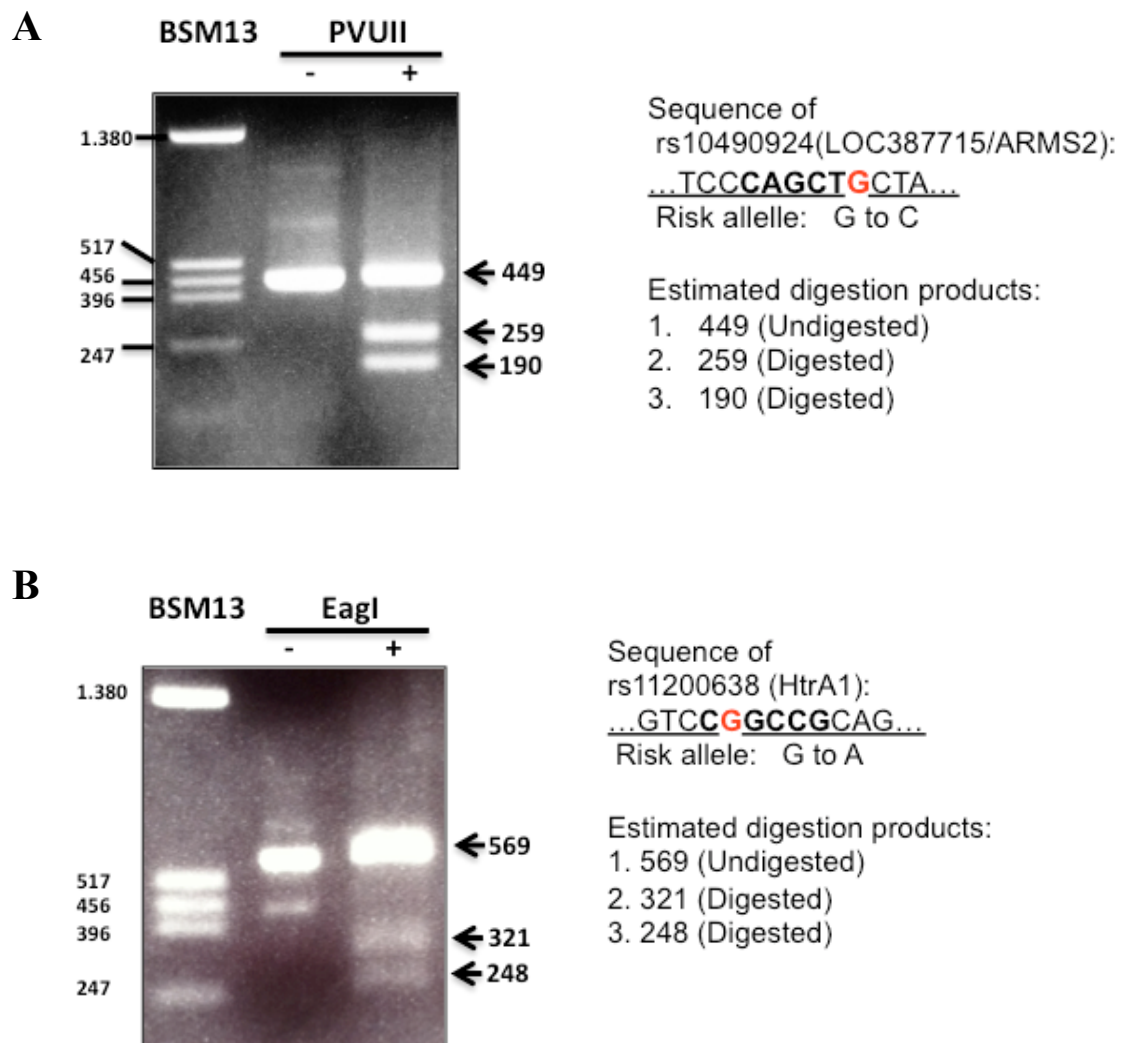 A
BSM13 PVUII
- +
1.380
517
456
396
247
449
259
190
Sequence of
rs10490924(LOC387715/ARMS2):
...TCCCAGCTGCTA...
Risk allelle: G to C
Estimated digestion products:
1. 449 (Undigested)
2. 259 (Digested)
3. 190 (Digested)
B
BSM13 EagI
- +
1.380
517
456
396
247
569
321
248
Sequence of
rs11200638 (HtrA1):
...GTCCGGCCGCAG...
Risk allele: G to A
Estimated digestion products:
1. 569 (Undigested)
2. 321 (Digested)
3. 248 (Digested)